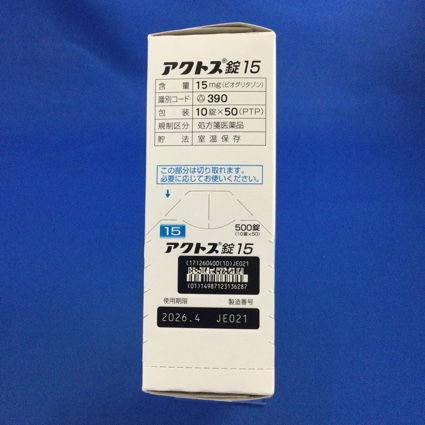 アクトス®錠15
含量 15mg(ピオグリタゾン)
識別コード 390
包装 10錠×50(PTP)
規制区分 処方箋医薬品
貯法 室温保存
この部分は切り取れます。
必要に応じてお使いください。
15 500錠
(10錠×50)
アクトス®錠15
(17)260400(10)JE021
(01)14987123136287
使用期限 製造番号
2026.4 JE021